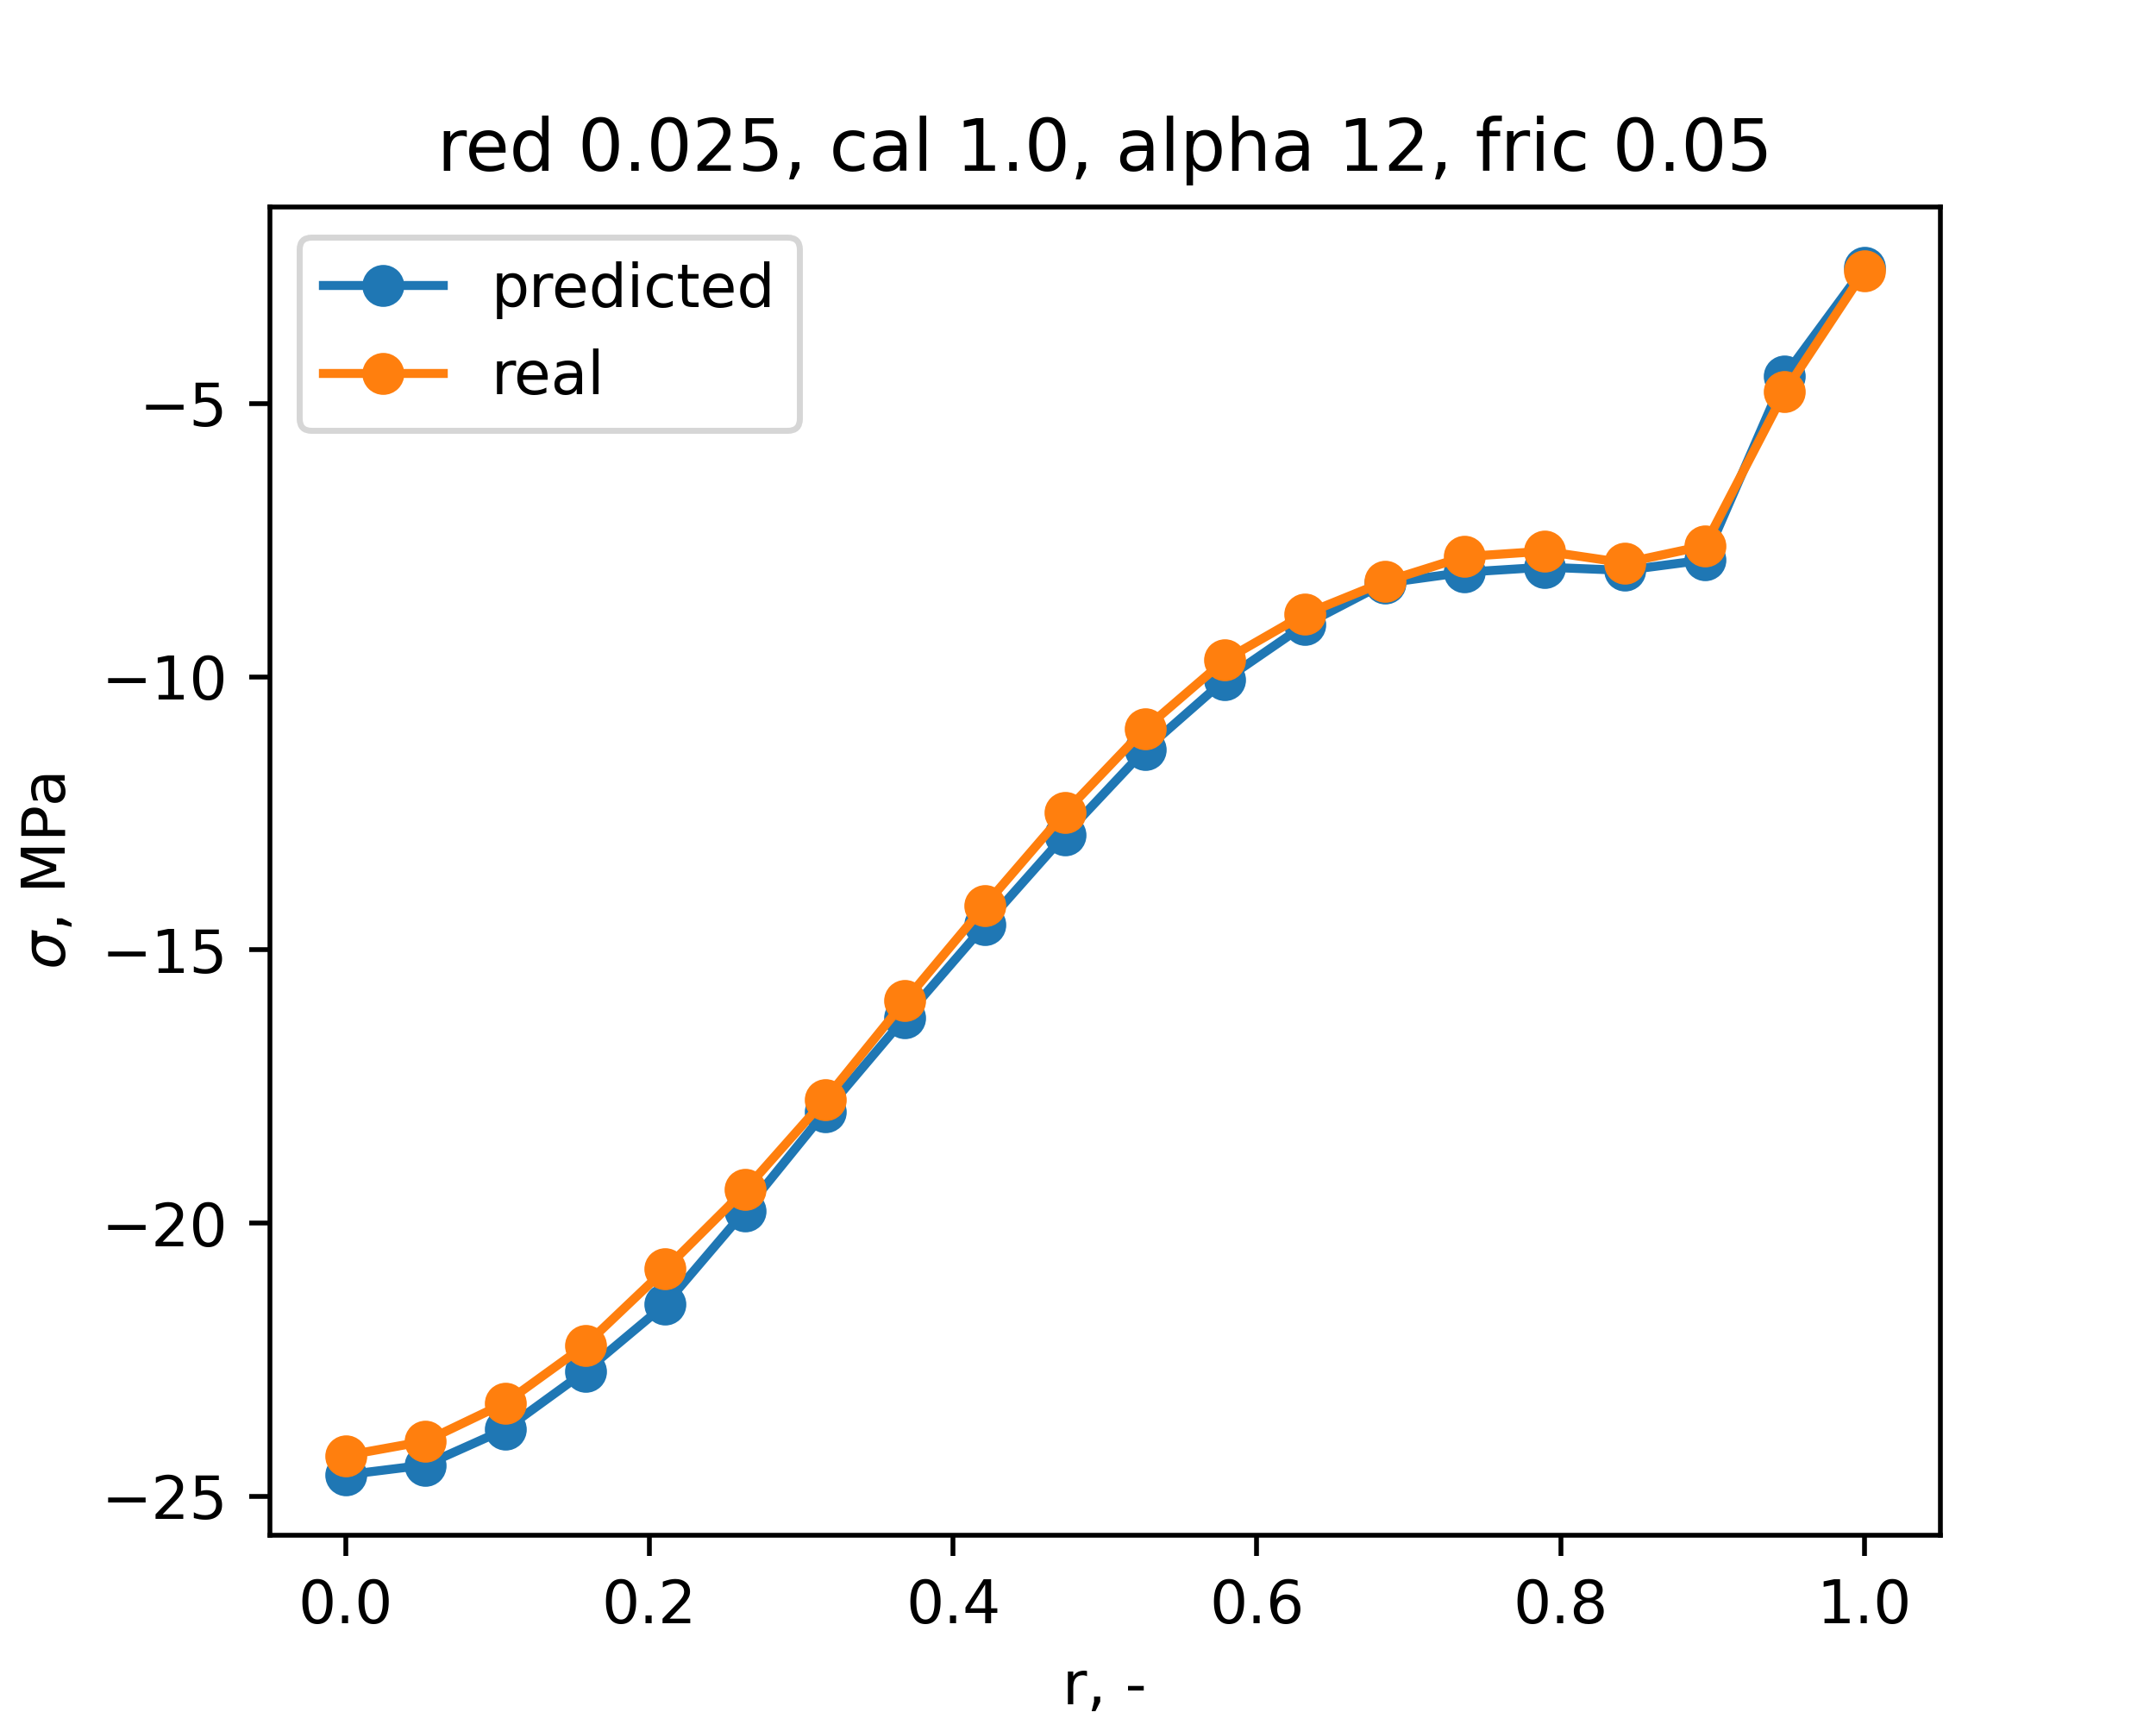 red 0.025, cal 1.0, alpha 12, fric 0.05
predicted
real
−5
−10
−15
−20
−25
σ, MPa
0.0 0.2 0.4 0.6 0.8 1.0
r, -